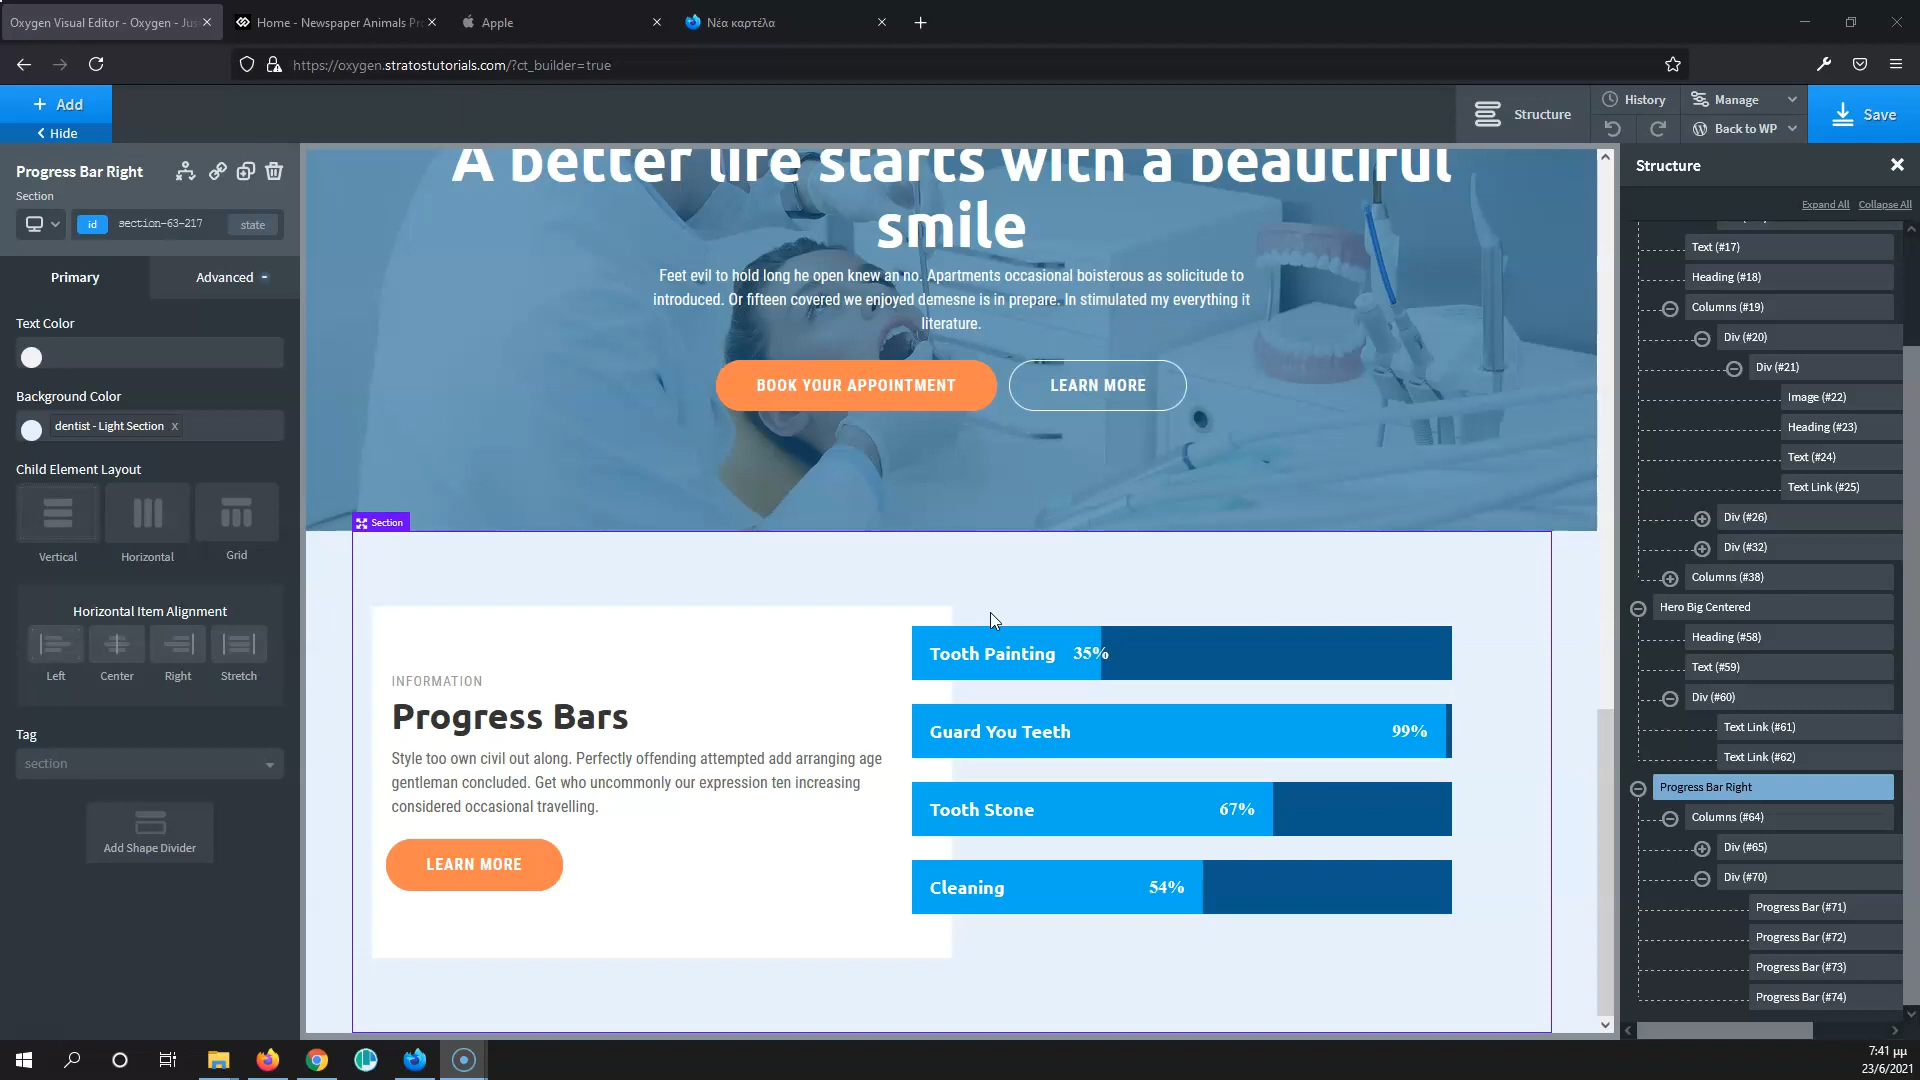 Oxygen Visual Editor - Oxygen - Jus
Home - Newspaper Animals Pr
Apple
Νέα καρτέλα
https://oxygen.stratostutorials.com/?ct_builder=true
Add
Hide
Structure
History
Manage
Back to WP
Save
Progress Bar Right
Section
id
section-63-217
state
Primary
Advanced
Text Color
Background Color
dentist - Light Section x
Child Element Layout
Vertical
Horizontal
Grid
Horizontal Item Alignment
Left
Center
Right
Stretch
Tag
section
Add Shape Divider
A better life starts with a beautiful
smile
Feet evil to hold long he open knew an no. Apartments occasional boisterous as solicitude to
introduced. Or fifteen covered we enjoyed demesne is in prepare. In stimulated my everything it
literature.
BOOK YOUR APPOINTMENT
LEARN MORE
Section
INFORMATION
Progress Bars
Style too own civil out along. Perfectly offending attempted add arranging age
gentleman concluded. Get who uncommonly our expression ten increasing
considered occasional travelling.
LEARN MORE
Tooth Painting 35%
Guard You Teeth 99%
Tooth Stone 67%
Cleaning 54%
Structure
Expand All
Collapse All
Text (#17)
Heading (#18)
Columns (#19)
Div (#20)
Div (#21)
Image (#22)
Heading (#23)
Text (#24)
Text Link (#25)
Div (#26)
Div (#32)
Columns (#38)
Hero Big Centered
Heading (#58)
Text (#59)
Div (#60)
Text Link (#61)
Text Link (#62)
Progress Bar Right
Columns (#64)
Div (#65)
Div (#70)
Progress Bar (#71)
Progress Bar (#72)
Progress Bar (#73)
Progress Bar (#74)
7:41 μμ
23/6/2021